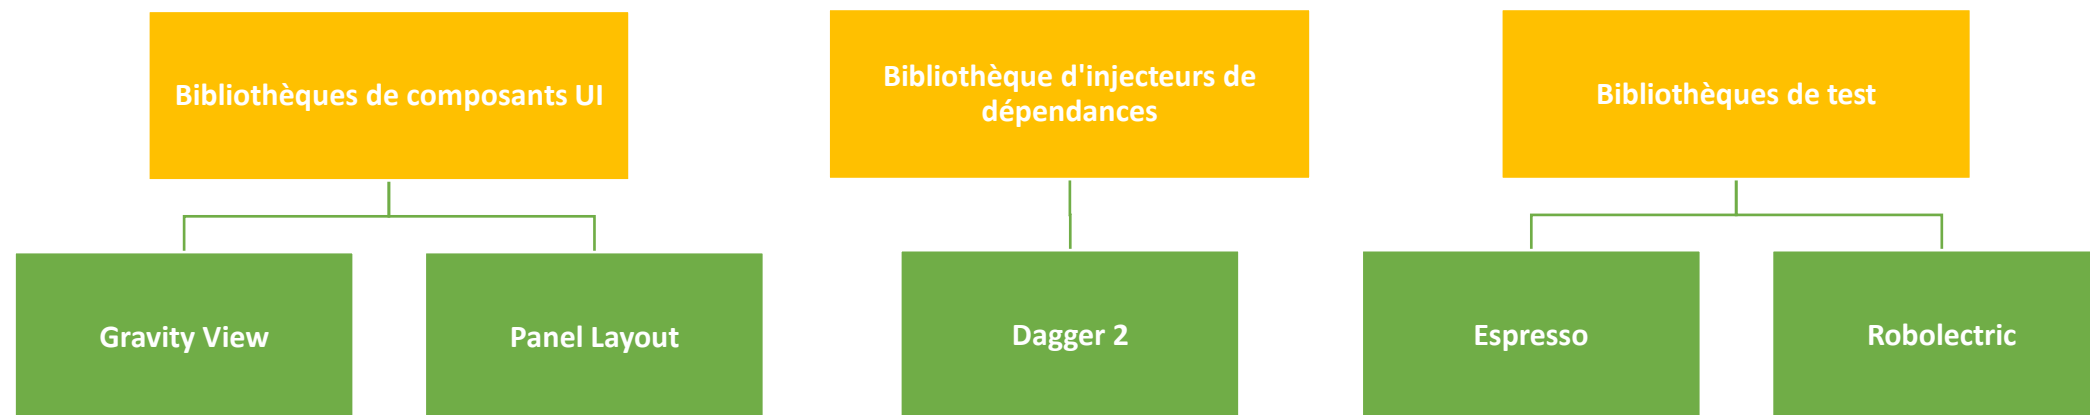 Bibliothèques de composants UI
Bibliothèque d'injecteurs de
dépendances
Bibliothèques de test
Gravity View
Panel Layout
Dagger 2
Espresso
Robolectric